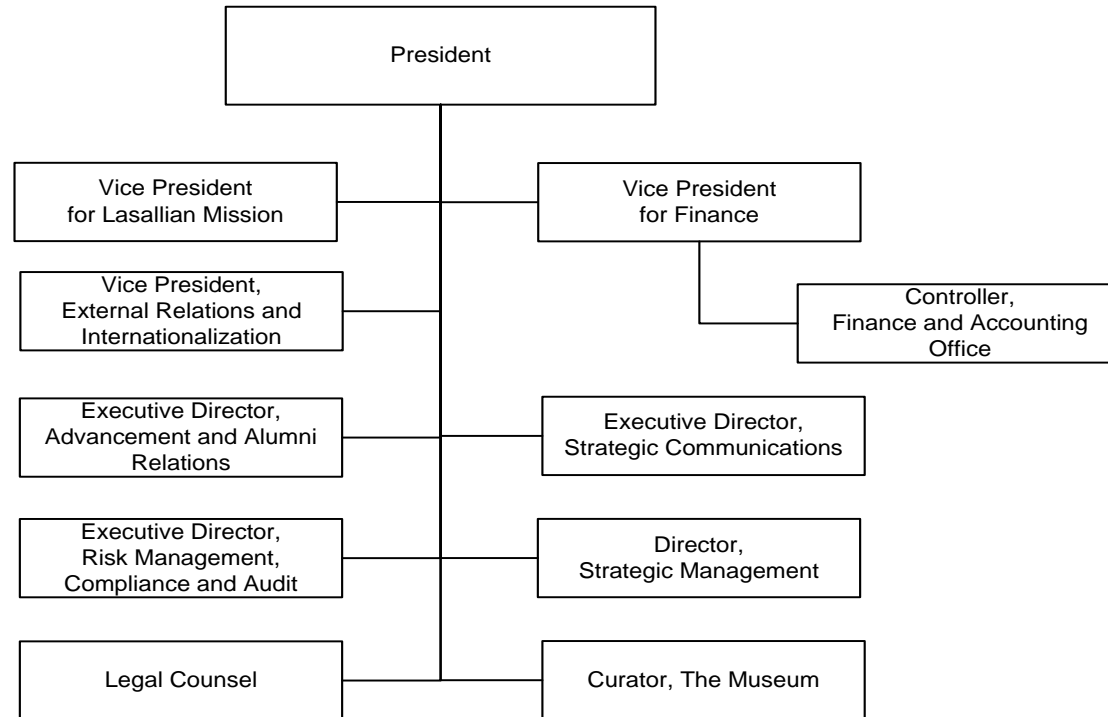 President
Vice President
for Lasallian Mission
Vice President
for Finance
Vice President,
External Relations and
Internationalization
Controller,
Finance and Accounting
Office
Executive Director,
Advancement and Alumni
Relations
Executive Director,
Strategic Communications
Executive Director,
Risk Management,
Compliance and Audit
Director,
Strategic Management
Legal Counsel
Curator, The Museum